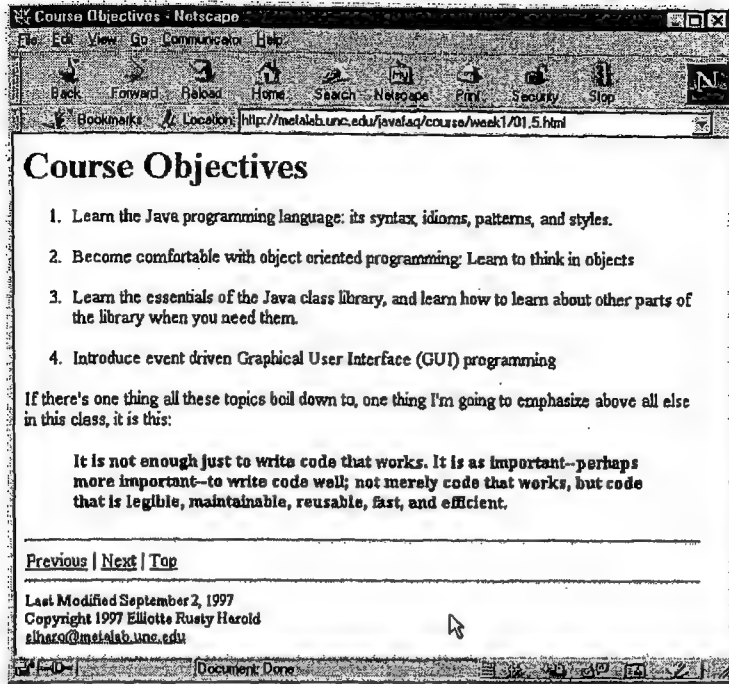 Course Objectives - Netscape
File Edit View Go Communicator Help
Back Forward Reload Home Search Netscape Print Security Stop
My
N
Bookmarks Location: http://metalab.unc.edu/javafaq/course/week1/01.5.html
Course Objectives
1. Learn the Java programming language: its syntax, idioms, patterns, and styles.
2. Become comfortable with object oriented programming: Learn to think in objects
3. Learn the essentials of the Java class library, and learn how to learn about other parts of
the library when you need them.
4. Introduce event driven Graphical User Interface (GUI) programming
If there's one thing all these topics boil down to, one thing I'm going to emphasize above all else
in this class, it is this:
It is not enough just to write code that works. It is as important--perhaps
more important--to write code well; not merely code that works, but code
that is legible, maintainable, reusable, fast, and efficient.
Previous | Next | Top
Last Modified September 2, 1997
Copyright 1997 Elliotte Rusty Harold
elharo@metalab.unc.edu
Document: Done